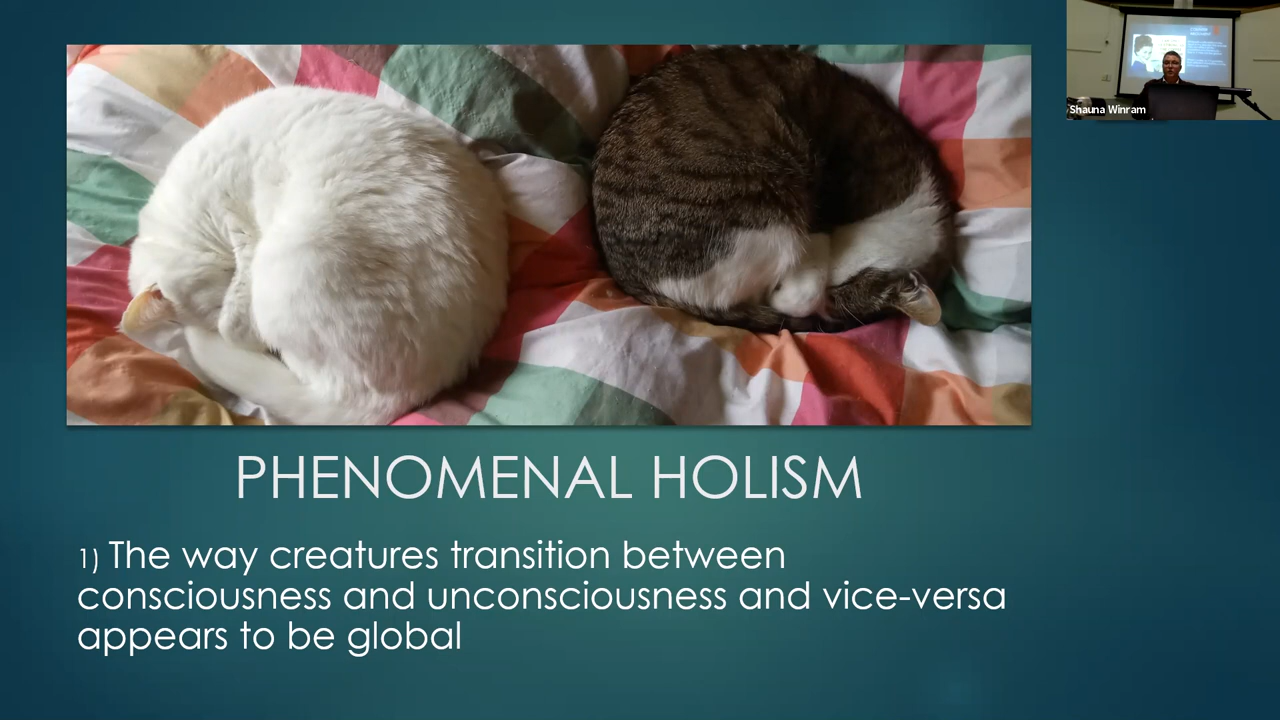 Shauna Winram
PHENOMENAL HOLISM
1) The way creatures transition between
consciousness and unconsciousness and vice-versa
appears to be global